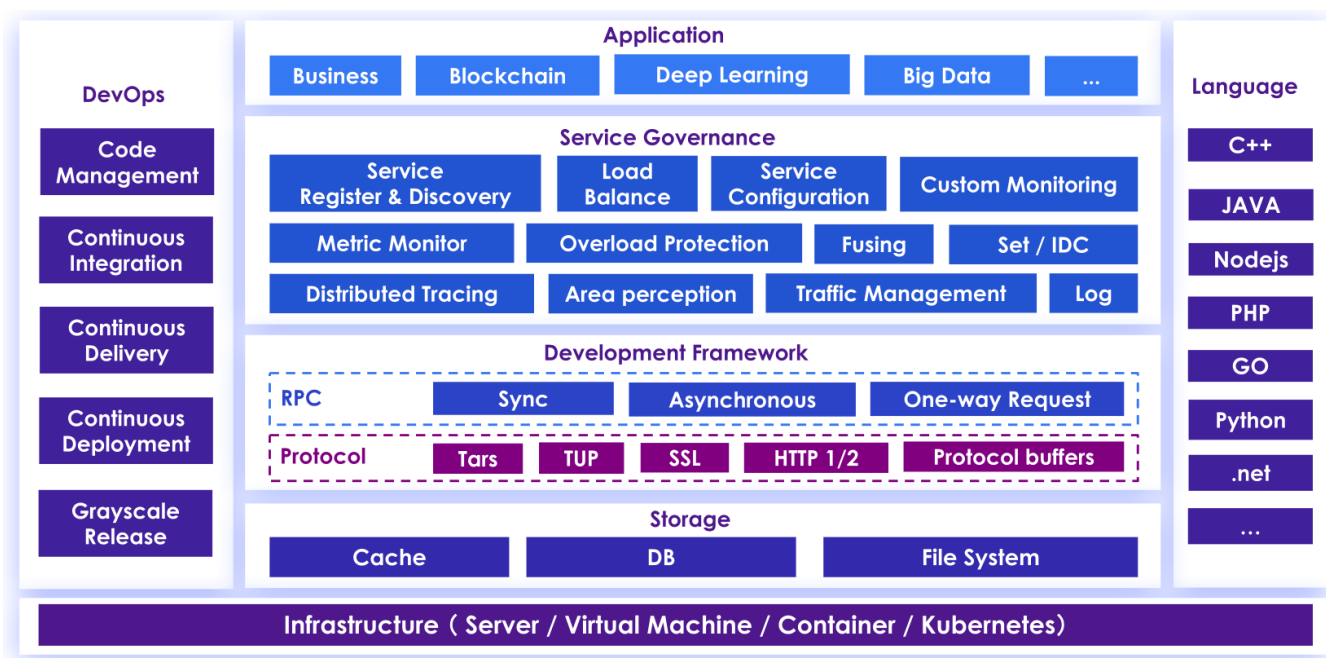 DevOps
Code
Management
Continuous
Integration
Continuous
Delivery
Continuous
Deployment
Grayscale
Release
Application
Business
Blockchain
Deep Learning
Big Data
...
Service Governance
Service
Register & Discovery
Load
Balance
Service
Configuration
Custom Monitoring
Metric Monitor
Overload Protection
Fusing
Set / IDC
Distributed Tracing
Area perception
Traffic Management
Log
Development Framework
RPC
Sync
Asynchronous
One-way Request
Protocol
Tars
TUP
SSL
HTTP 1/2
Protocol buffers
Storage
Cache
DB
File System
Language
C++
JAVA
Nodejs
PHP
GO
Python
.net
...
Infrastructure ( Server / Virtual Machine / Container / Kubernetes)